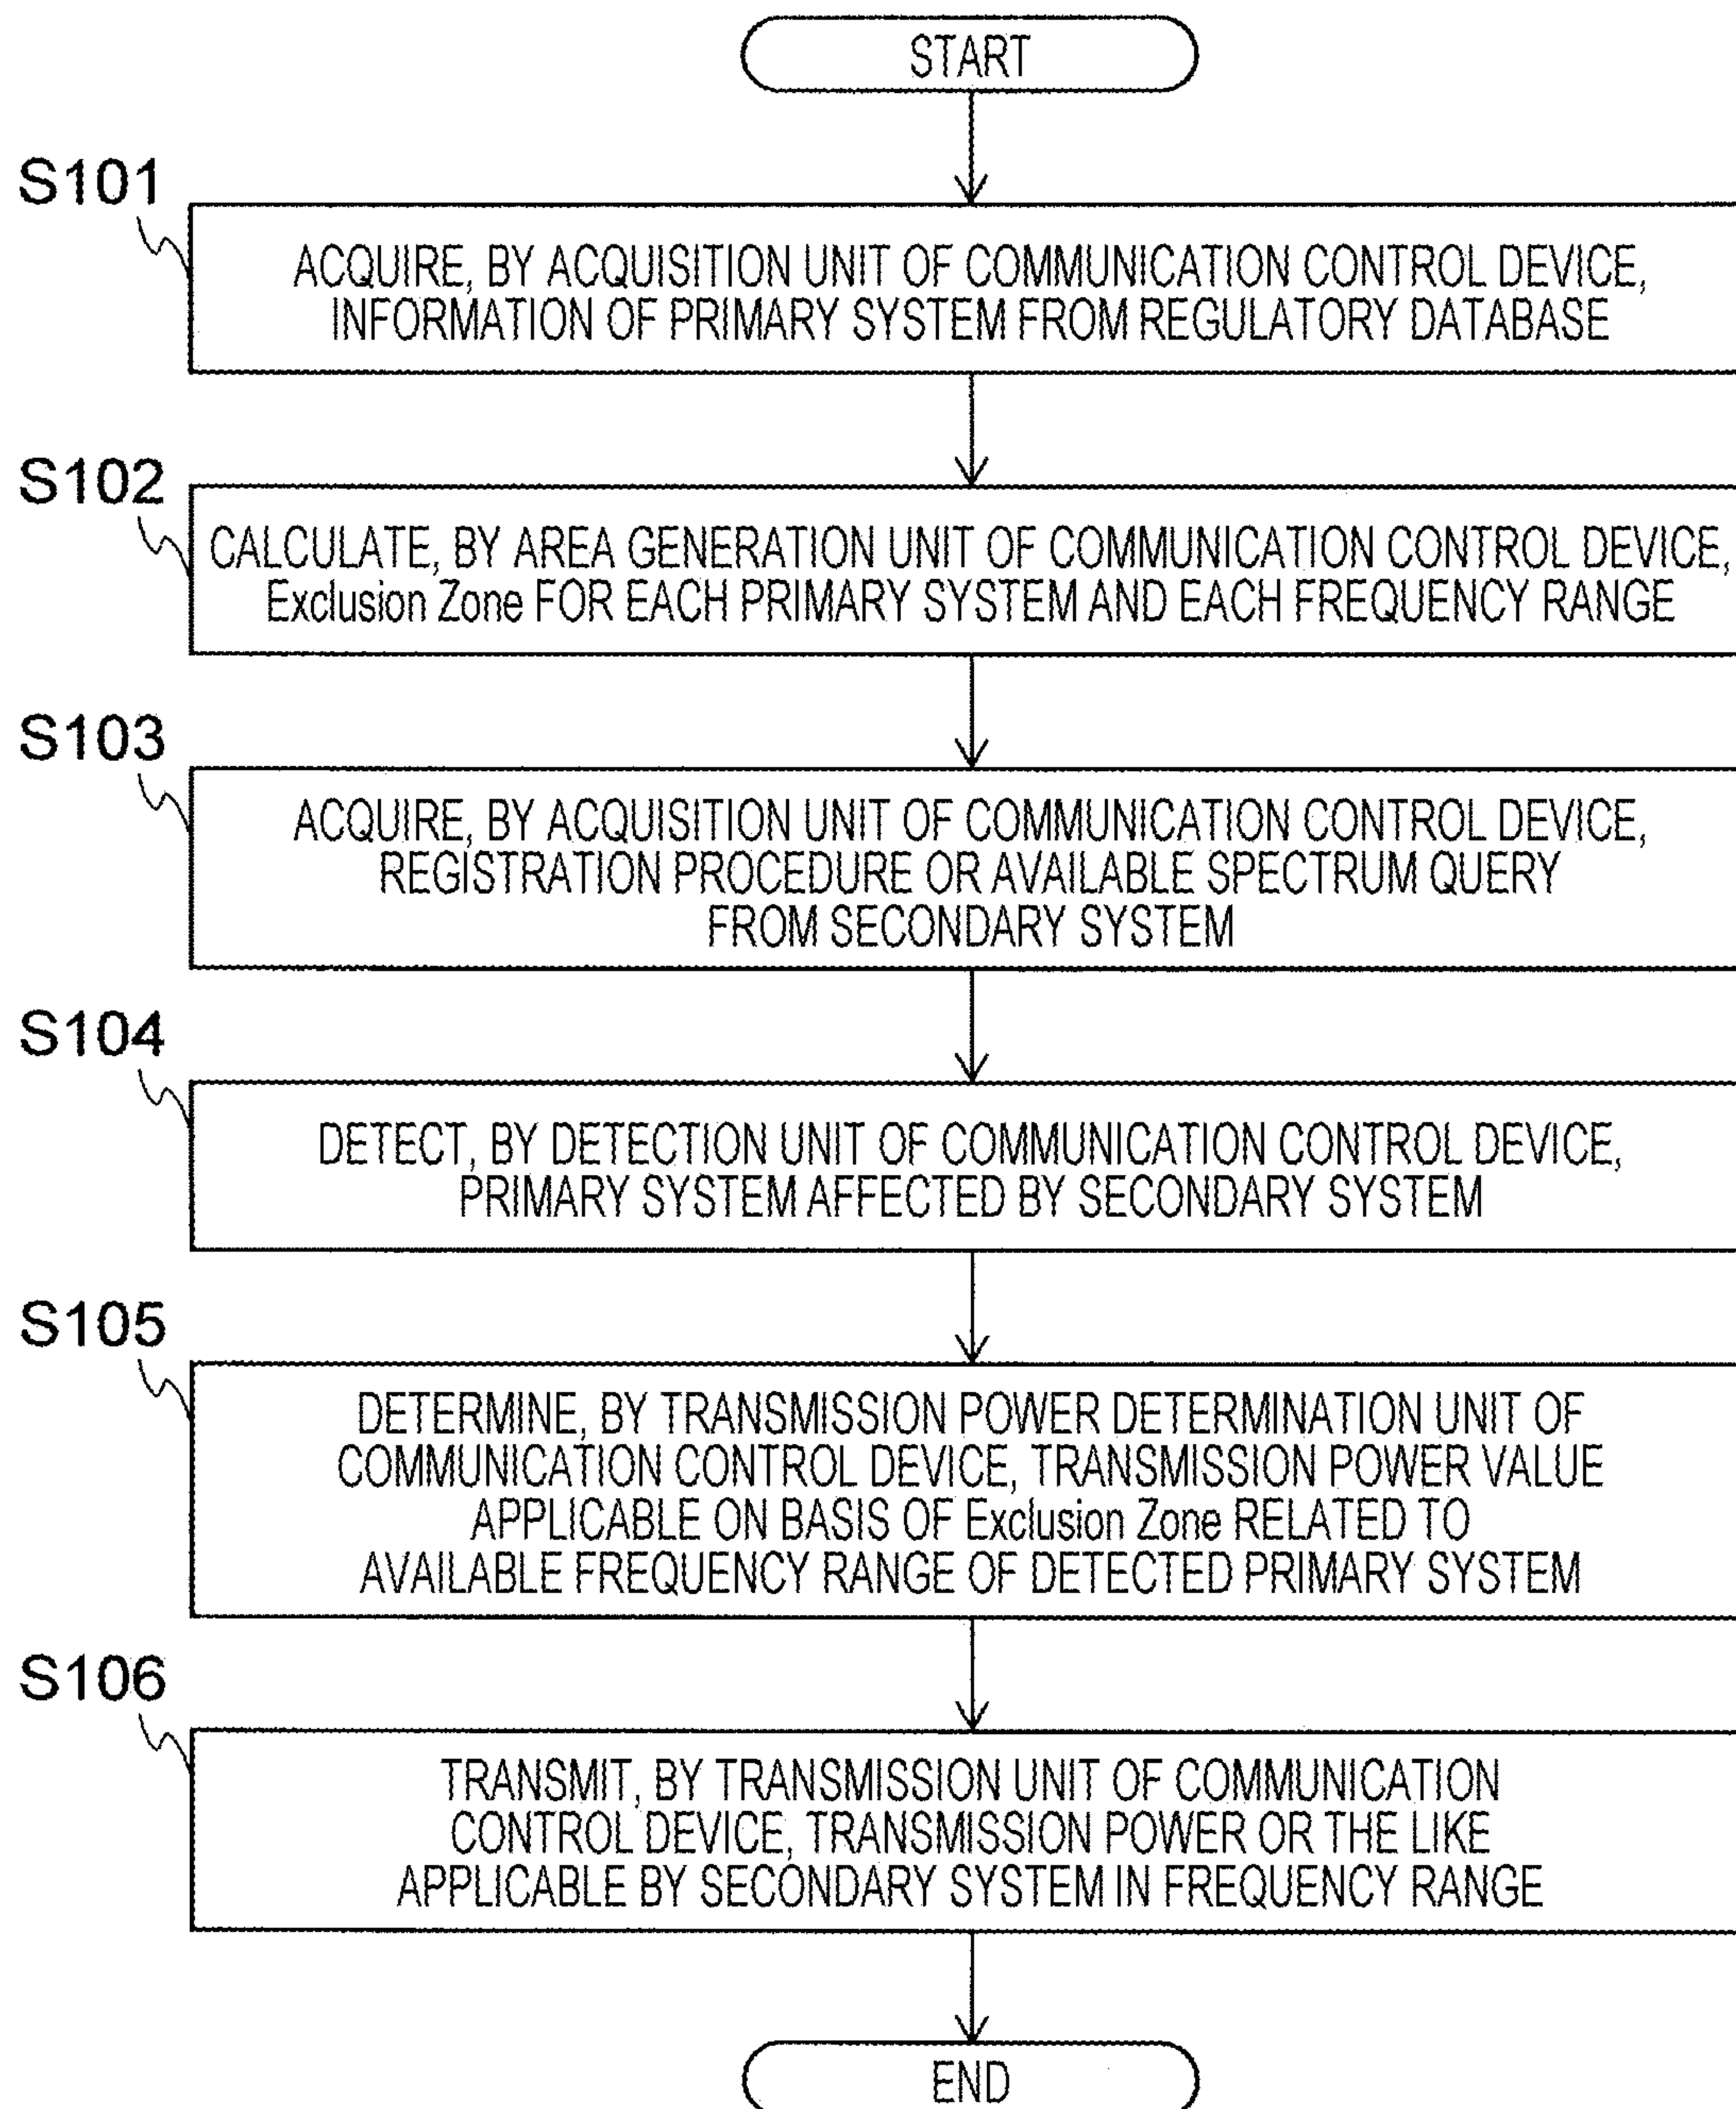 START
S101
ACQUIRE, BY ACQUISITION UNIT OF COMMUNICATION CONTROL DEVICE,
INFORMATION OF PRIMARY SYSTEM FROM REGULATORY DATABASE
S102
CALCULATE, BY AREA GENERATION UNIT OF COMMUNICATION CONTROL DEVICE,
Exclusion Zone FOR EACH PRIMARY SYSTEM AND EACH FREQUENCY RANGE
S103
ACQUIRE, BY ACQUISITION UNIT OF COMMUNICATION CONTROL DEVICE,
REGISTRATION PROCEDURE OR AVAILABLE SPECTRUM QUERY
FROM SECONDARY SYSTEM
S104
DETECT, BY DETECTION UNIT OF COMMUNICATION CONTROL DEVICE,
PRIMARY SYSTEM AFFECTED BY SECONDARY SYSTEM
S105
DETERMINE, BY TRANSMISSION POWER DETERMINATION UNIT OF
COMMUNICATION CONTROL DEVICE, TRANSMISSION POWER VALUE
APPLICABLE ON BASIS OF Exclusion Zone RELATED TO
AVAILABLE FREQUENCY RANGE OF DETECTED PRIMARY SYSTEM
S106
TRANSMIT, BY TRANSMISSION UNIT OF COMMUNICATION
CONTROL DEVICE, TRANSMISSION POWER OR THE LIKE
APPLICABLE BY SECONDARY SYSTEM IN FREQUENCY RANGE
END